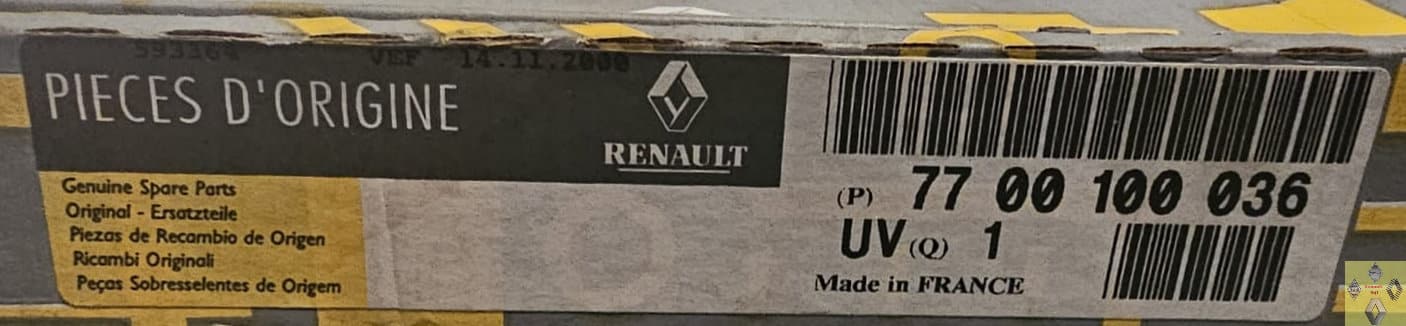 593364 VEF 14.11.2000
PIECES D'ORIGINE
RENAULT
Genuine Spare Parts
Original - Ersatzteile
Piezas de Recambio de Origen
Ricambi Originali
Peças Sobresselentes de Origem
(P) 77 00 100 036
UV (Q) 1
Made in FRANCE